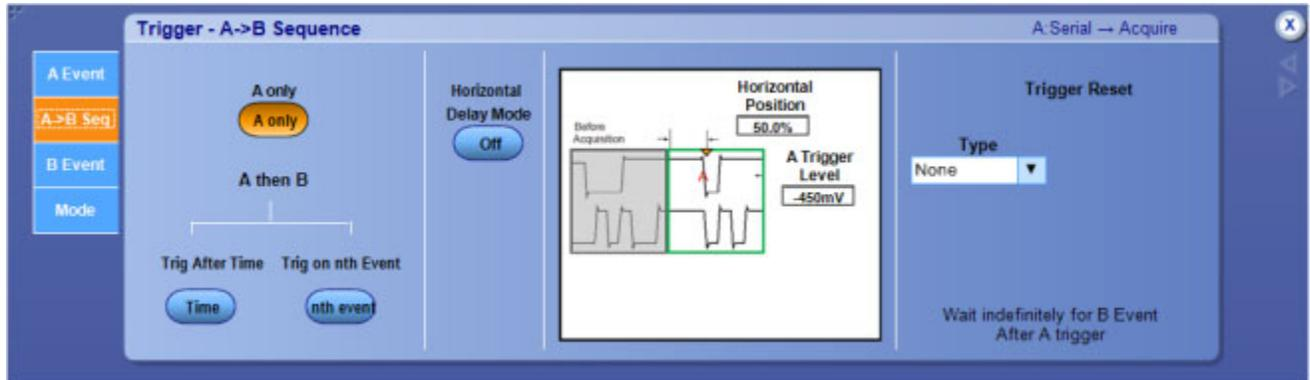 Trigger - A->B Sequence
A:Serial → Acquire
X
A Event
A->B Seq
B Event
Mode
A only
A only
A then B
Trig After Time
Trig on nth Event
Time
nth event
Horizontal
Delay Mode
Off
Horizontal
Position
50.0%
Before
Acquisition
A Trigger
Level
-450mV
A
Trigger Reset
Type
None
Wait indefinitely for B Event
After A trigger